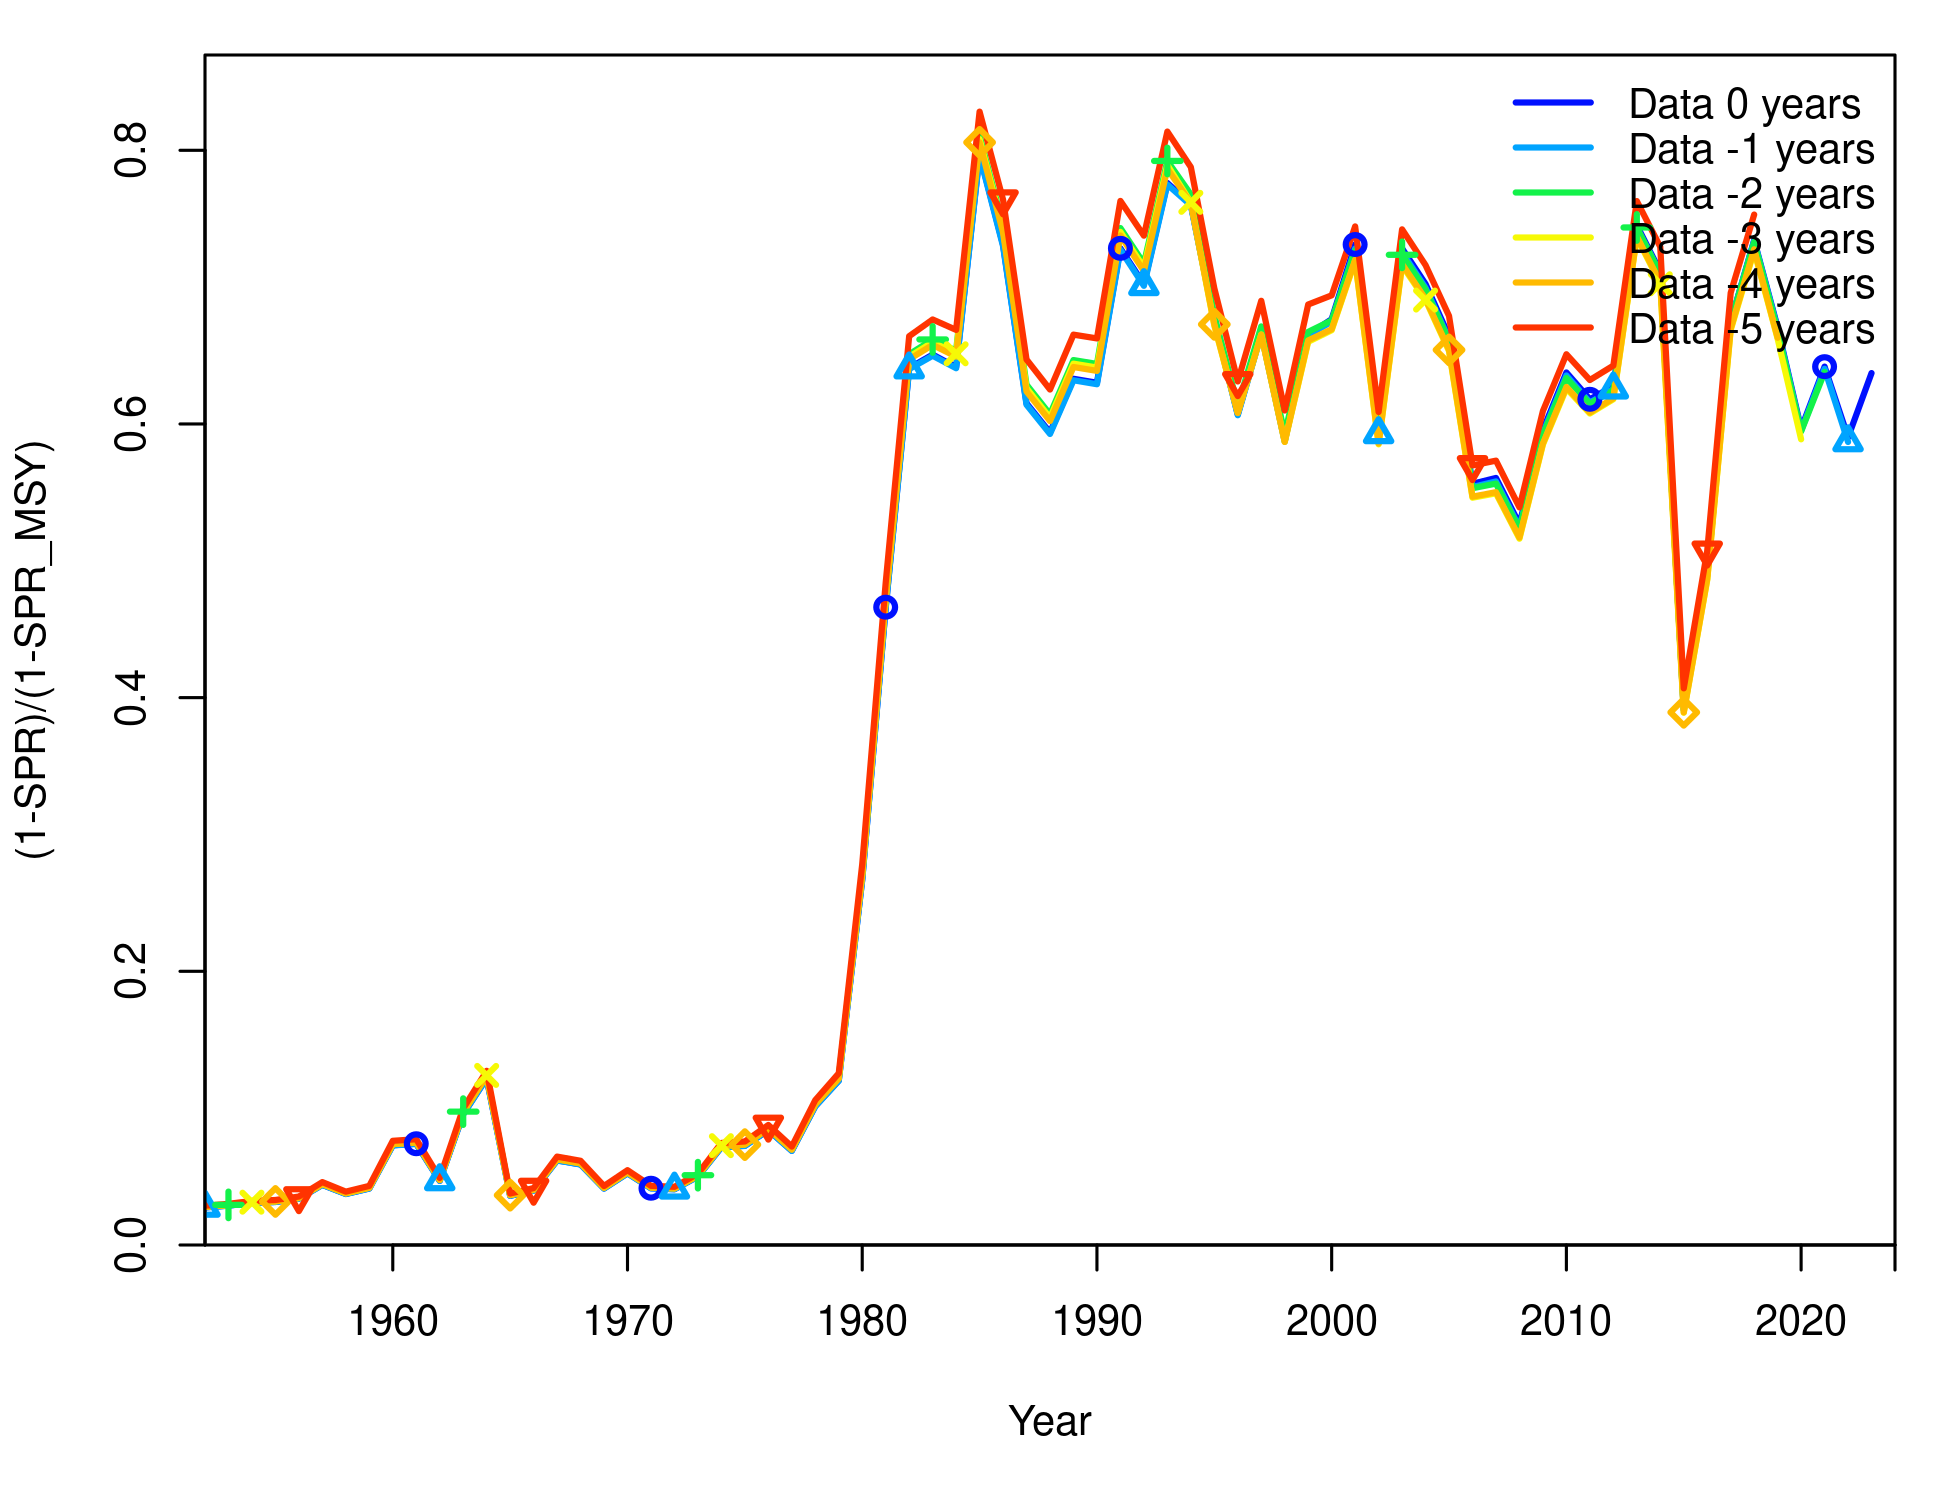 Data 0 years
Data -1 years
Data -2 years
Data -3 years
Data -4 years
Data -5 years
(1-SPR)/(1-SPR_MSY)
0.8
0.6
0.4
0.2
0.0
1960 1970 1980 1990 2000 2010 2020
Year